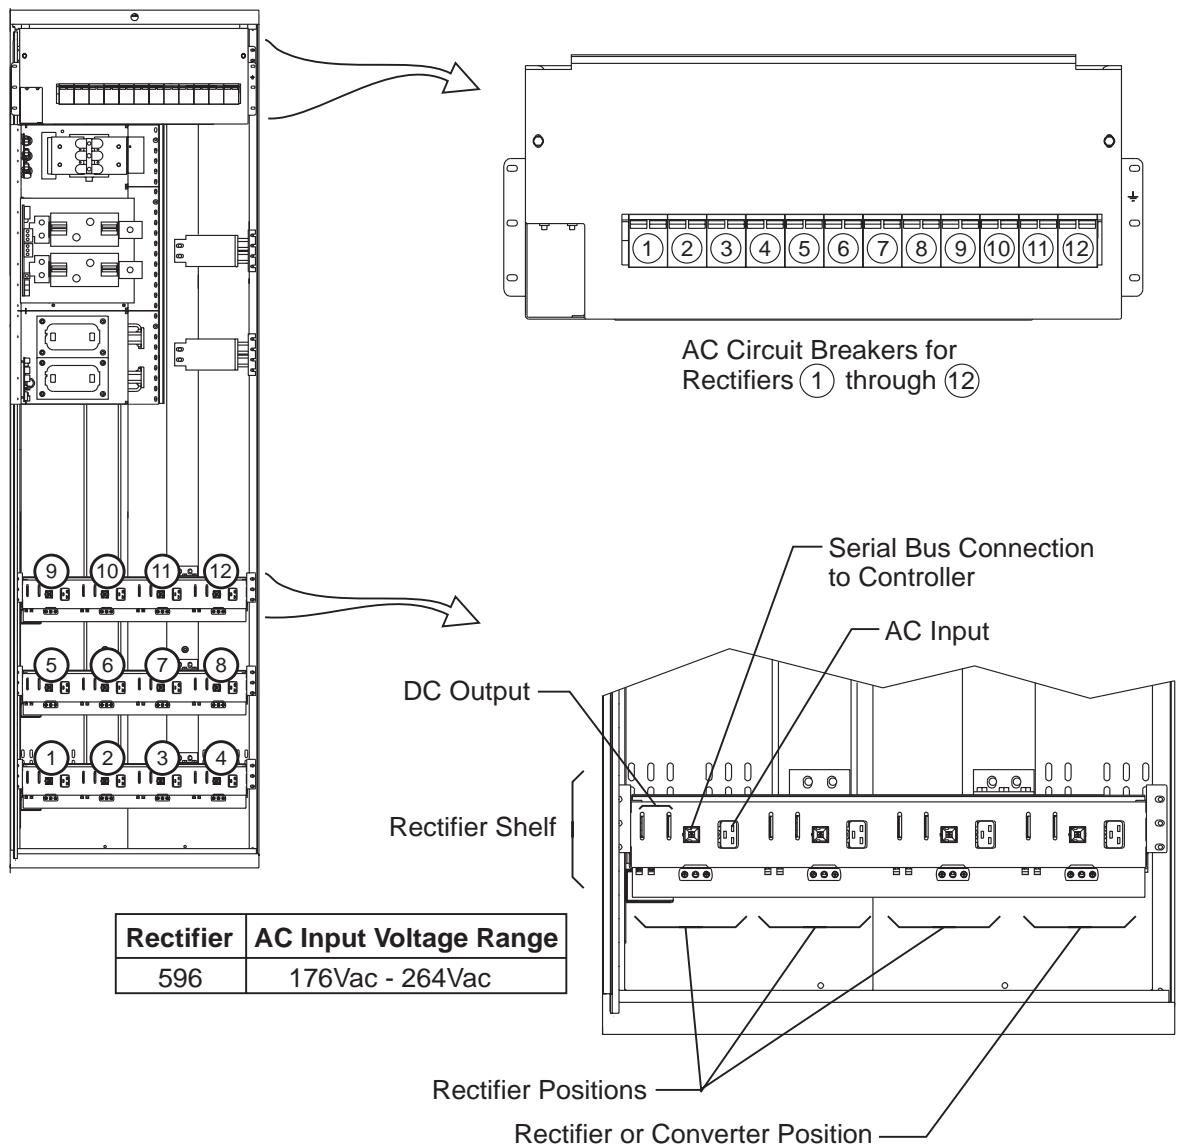 1 2 3 4 5 6 7 8 9 10 11 12
AC Circuit Breakers for
Rectifiers 1 through 12
9 10 11 12
5 6 7 8
1 2 3 4
Serial Bus Connection
to Controller
AC Input
DC Output
Rectifier Shelf
Rectifier AC Input Voltage Range
596 176Vac - 264Vac
Rectifier Positions
Rectifier or Converter Position